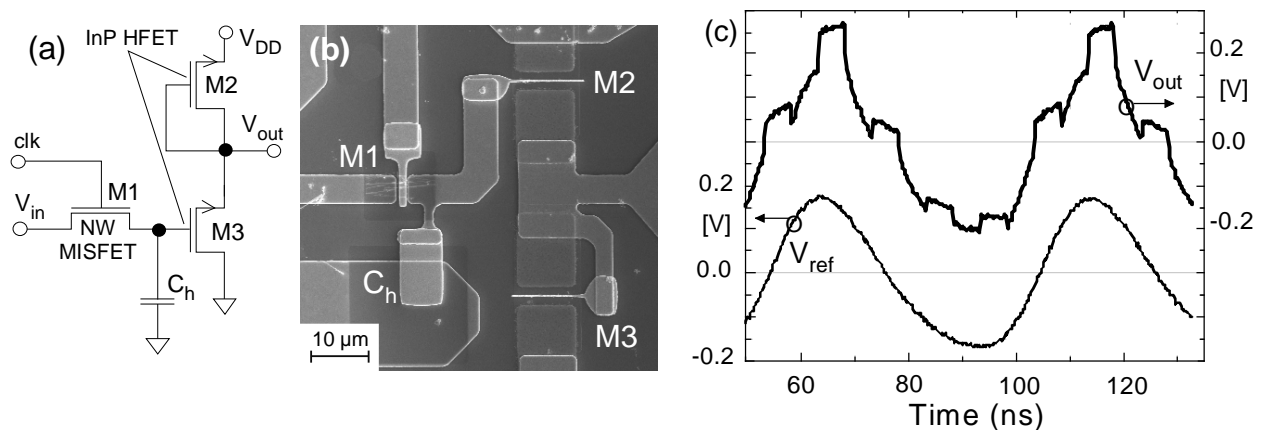 (a)
InP HFET
V_DD
M2
V_out
clk
M1
V_in
NW
MISFET
M3
C_h
(b)
M2
M1
C_h
M3
10 µm
(c)
0.2
V_out
[V]
0.0
-0.2
0.2
[V]
V_ref
0.0
-0.2
60 80 100 120
Time (ns)